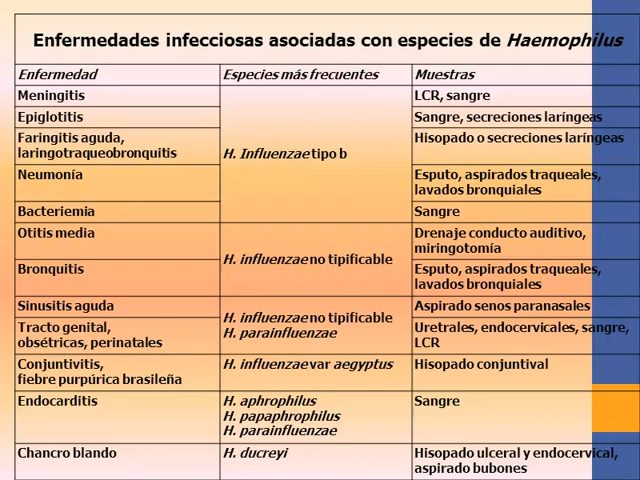 Enfermedades infecciosas asociadas con especies de Haemophilus
Enfermedad Especies más frecuentes Muestras
Meningitis LCR, sangre
Epiglotitis Sangre, secreciones laríngeas
Faringitis aguda, Hisopado o secreciones laríngeas
laringotraqueobronquitis
H. Influenzae tipo b
Neumonía Esputo, aspirados traqueales,
lavados bronquiales
Bacteriemia Sangre
Otitis media Drenaje conducto auditivo,
miringotomía
H. influenzae no tipificable
Bronquitis Esputo, aspirados traqueales,
lavados bronquiales
Sinusitis aguda Aspirado senos paranasales
H. influenzae no tipificable
H. parainfluenzae
Tracto genital, Uretrales, endocervicales, sangre,
obsétricas, perinatales LCR
Conjuntivitis, H. influenzae var aegyptus Hisopado conjuntival
fiebre purpúrica brasileña
Endocarditis H. aphrophilus Sangre
H. papaphrophilus
H. parainfluenzae
Chancro blando H. ducreyi Hisopado ulceral y endocervical,
aspirado bubones